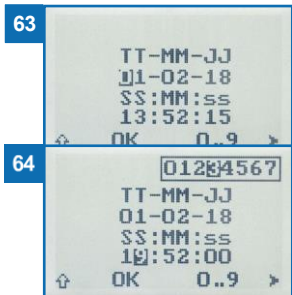 63
TT-MM-JJ
01-02-18
SS:MM:ss
13:52:15
OK 0..9 >
64
01234567
TT-MM-JJ
01-02-18
SS:MM:ss
12:52:00
OK 0..9 >